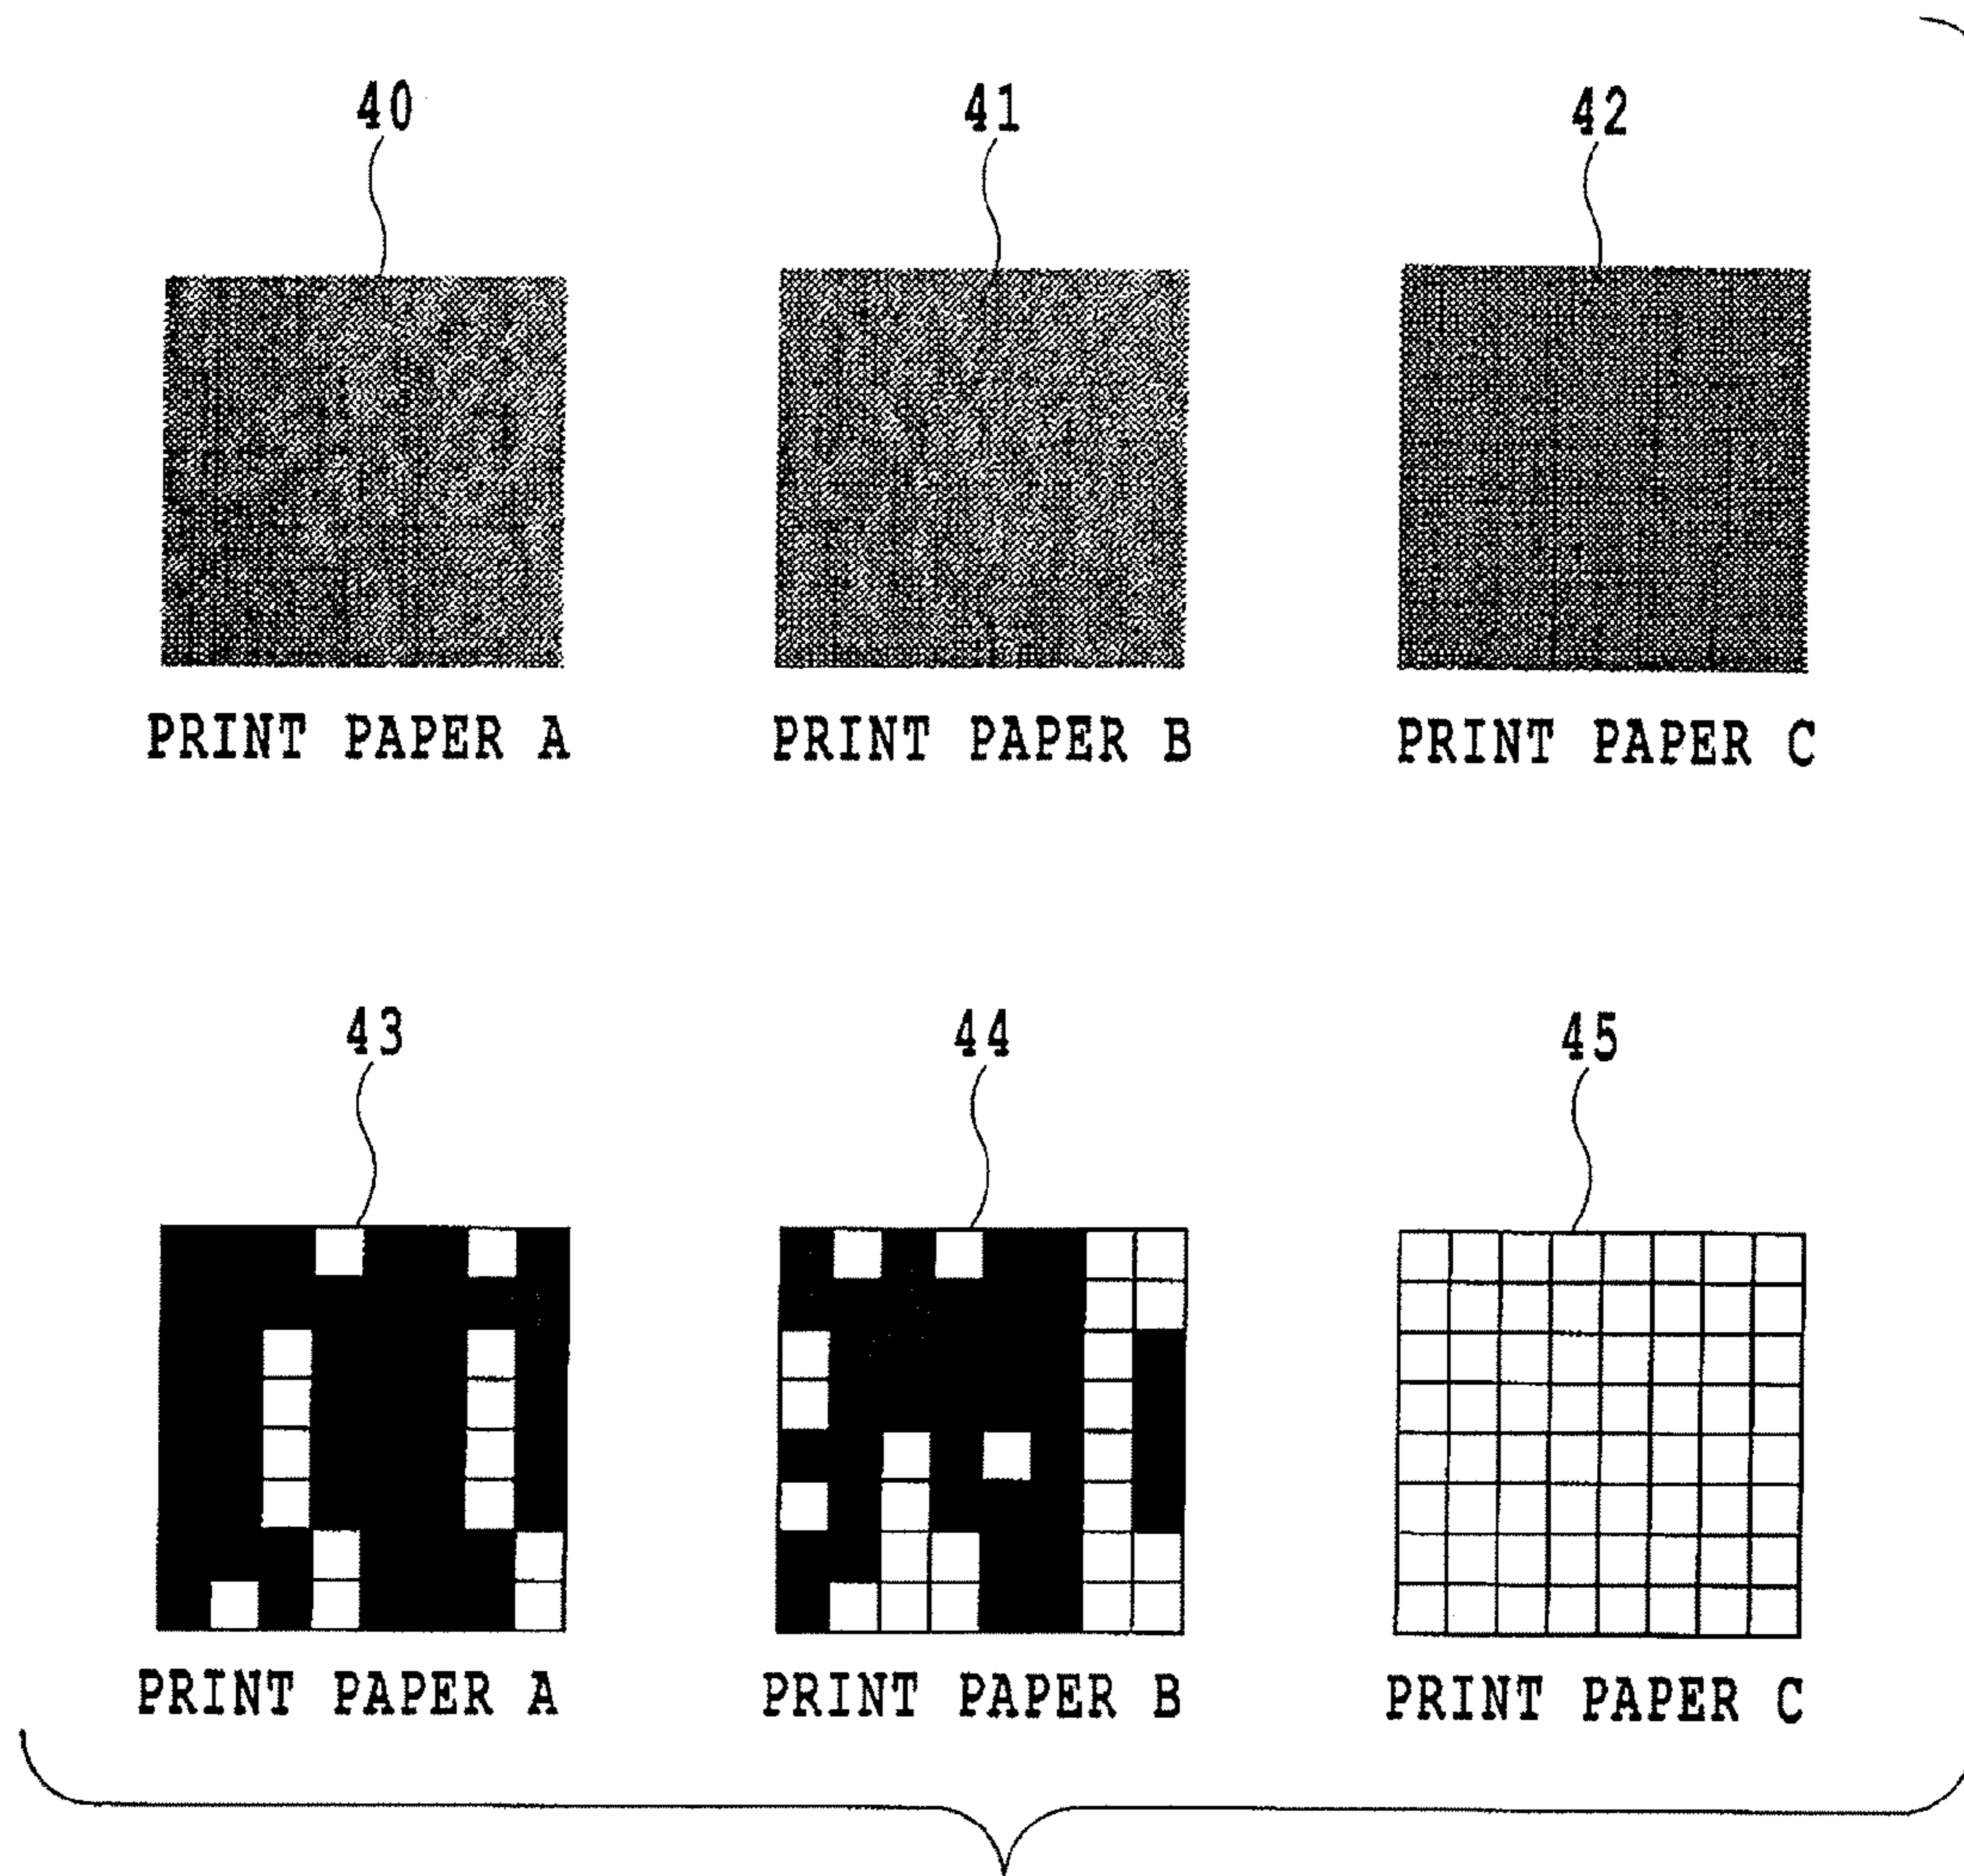 40 41 42
PRINT PAPER A PRINT PAPER B PRINT PAPER C
43 44 45
PRINT PAPER A PRINT PAPER B PRINT PAPER C